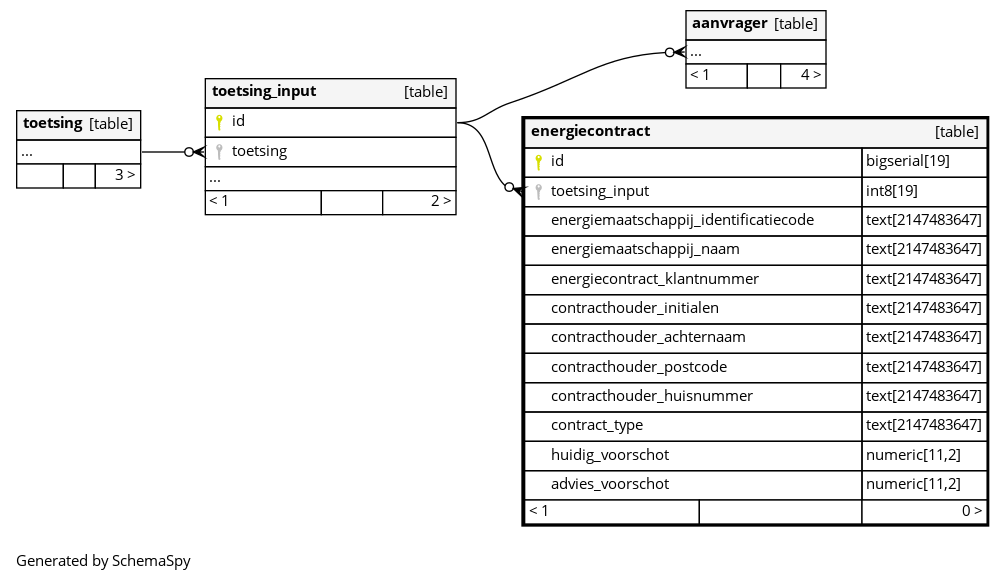 toetsing [table]
...
3 >
toetsing_input [table]
id
toetsing
...
< 1 2 >
aanvrager [table]
...
< 1 4 >
energiecontract [table]
id bigserial[19]
toetsing_input int8[19]
energiemaatschappij_identificatiecode text[2147483647]
energiemaatschappij_naam text[2147483647]
energiecontract_klantnummer text[2147483647]
contracthouder_initialen text[2147483647]
contracthouder_achternaam text[2147483647]
contracthouder_postcode text[2147483647]
contracthouder_huisnummer text[2147483647]
contract_type text[2147483647]
huidig_voorschot numeric[11,2]
advies_voorschot numeric[11,2]
< 1 0 >
Generated by SchemaSpy